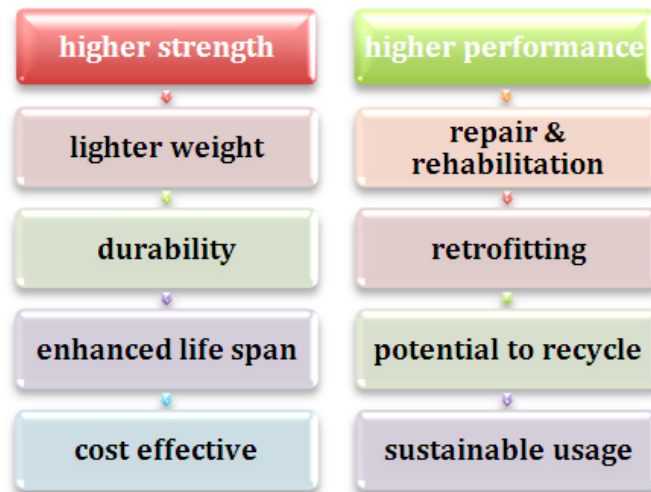 higher strength
lighter weight
durability
enhanced life span
cost effective
higher performance
repair &
rehabilitation
retrofitting
potential to recycle
sustainable usage